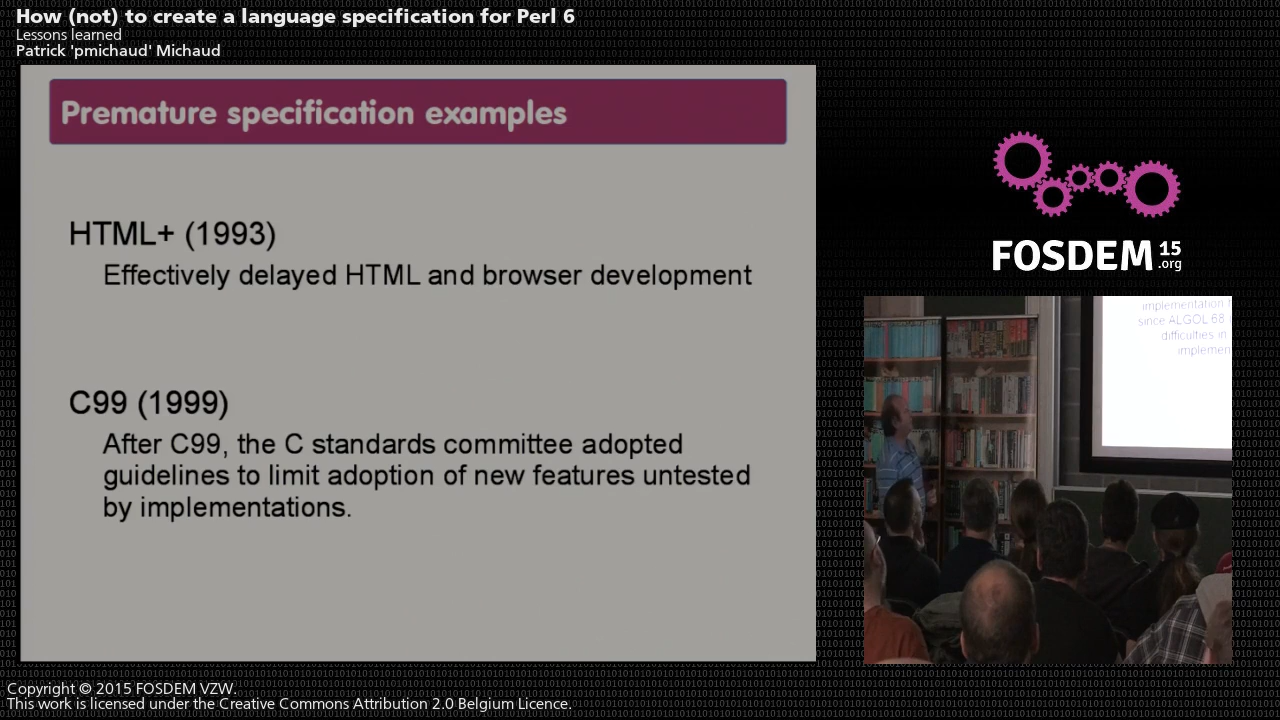 How (not) to create a language specification for Perl 6
Lessons learned
Patrick 'pmichaud' Michaud
Premature specification examples
HTML+ (1993)
Effectively delayed HTML and browser development
C99 (1999)
After C99, the C standards committee adopted
guidelines to limit adoption of new features untested
by implementations.
FOSDEM 15
.org
implementation
since ALGOL 68
difficulties in
Copyright © 2015 FOSDEM VZW.
This work is licensed under the Creative Commons Attribution 2.0 Belgium Licence.